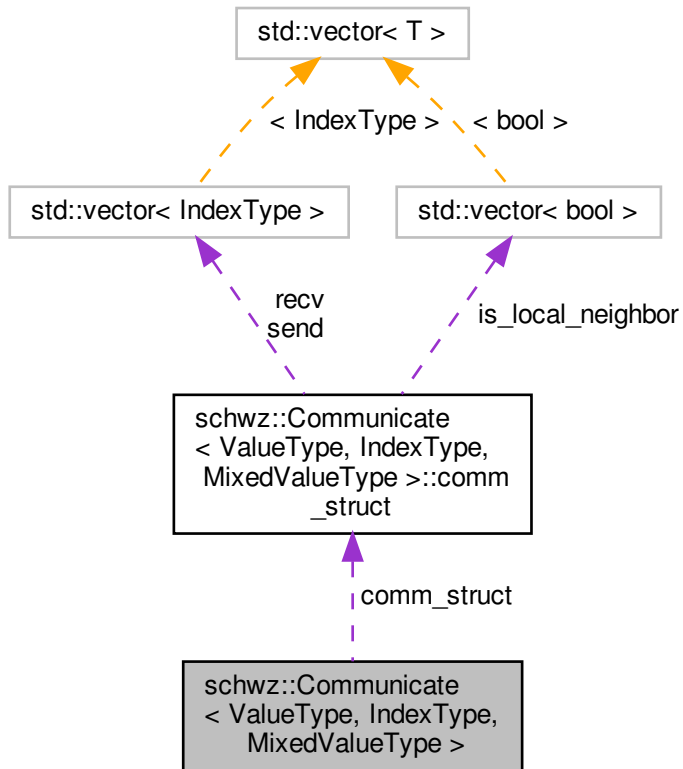 std::vector< T >
< IndexType >
< bool >
std::vector< IndexType >
std::vector< bool >
recv
send
is_local_neighbor
schwz::Communicate
< ValueType, IndexType,
MixedValueType >::comm
_struct
comm_struct
schwz::Communicate
< ValueType, IndexType,
MixedValueType >